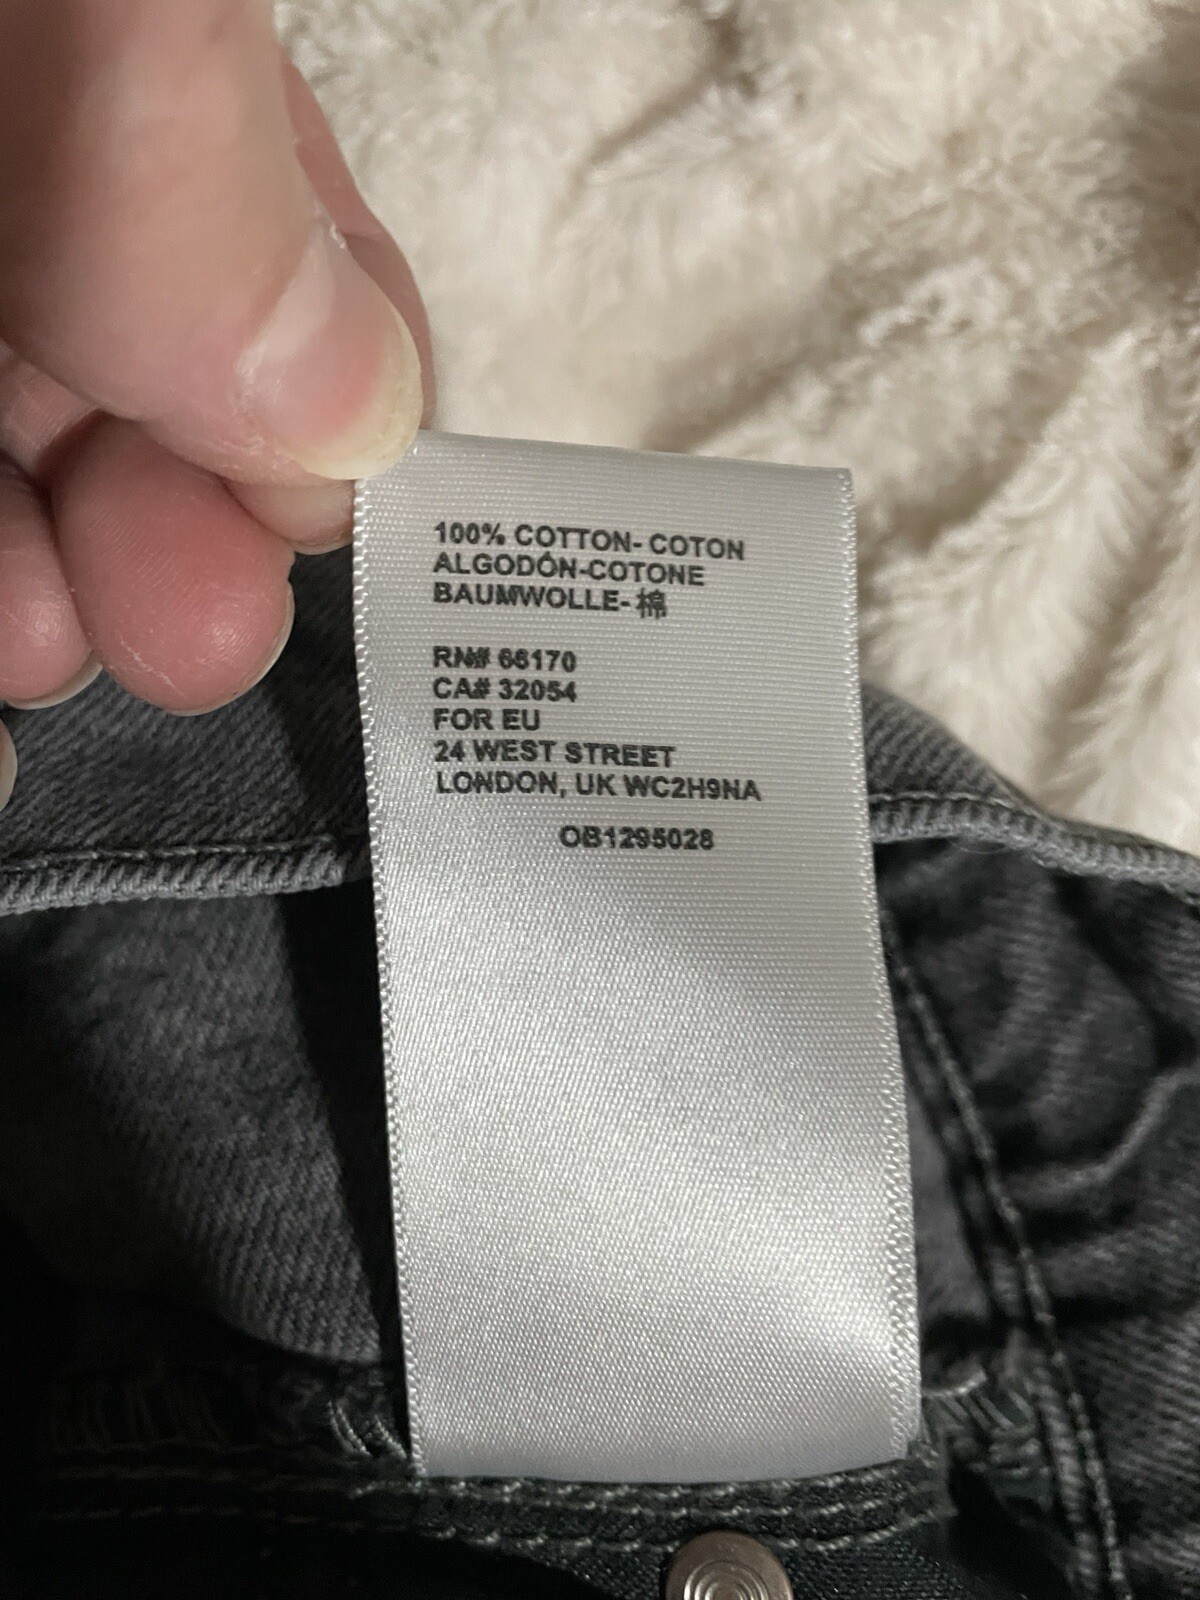 100% COTTON- COTON
ALGODÓN-COTONE
BAUMWOLLE-棉
RN# 66170
CA# 32054
FOR EU
24 WEST STREET
LONDON, UK WC2H9NA
OB1295028